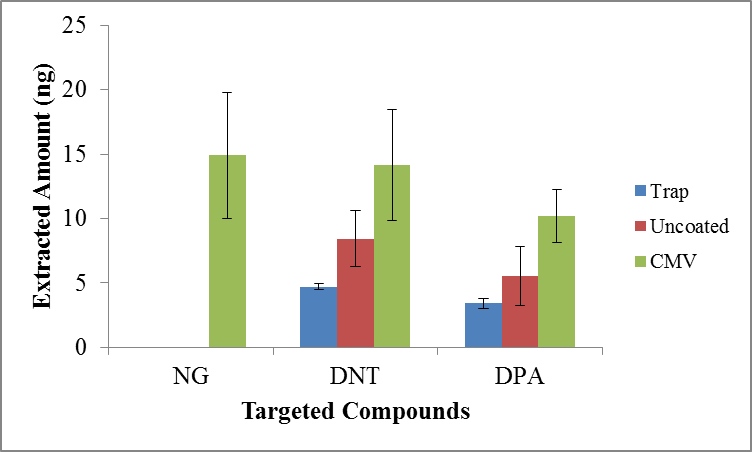 25
20
15
10
5
0
Extracted Amount (ng)
NG DNT DPA
Targeted Compounds
Trap
Uncoated
CMV